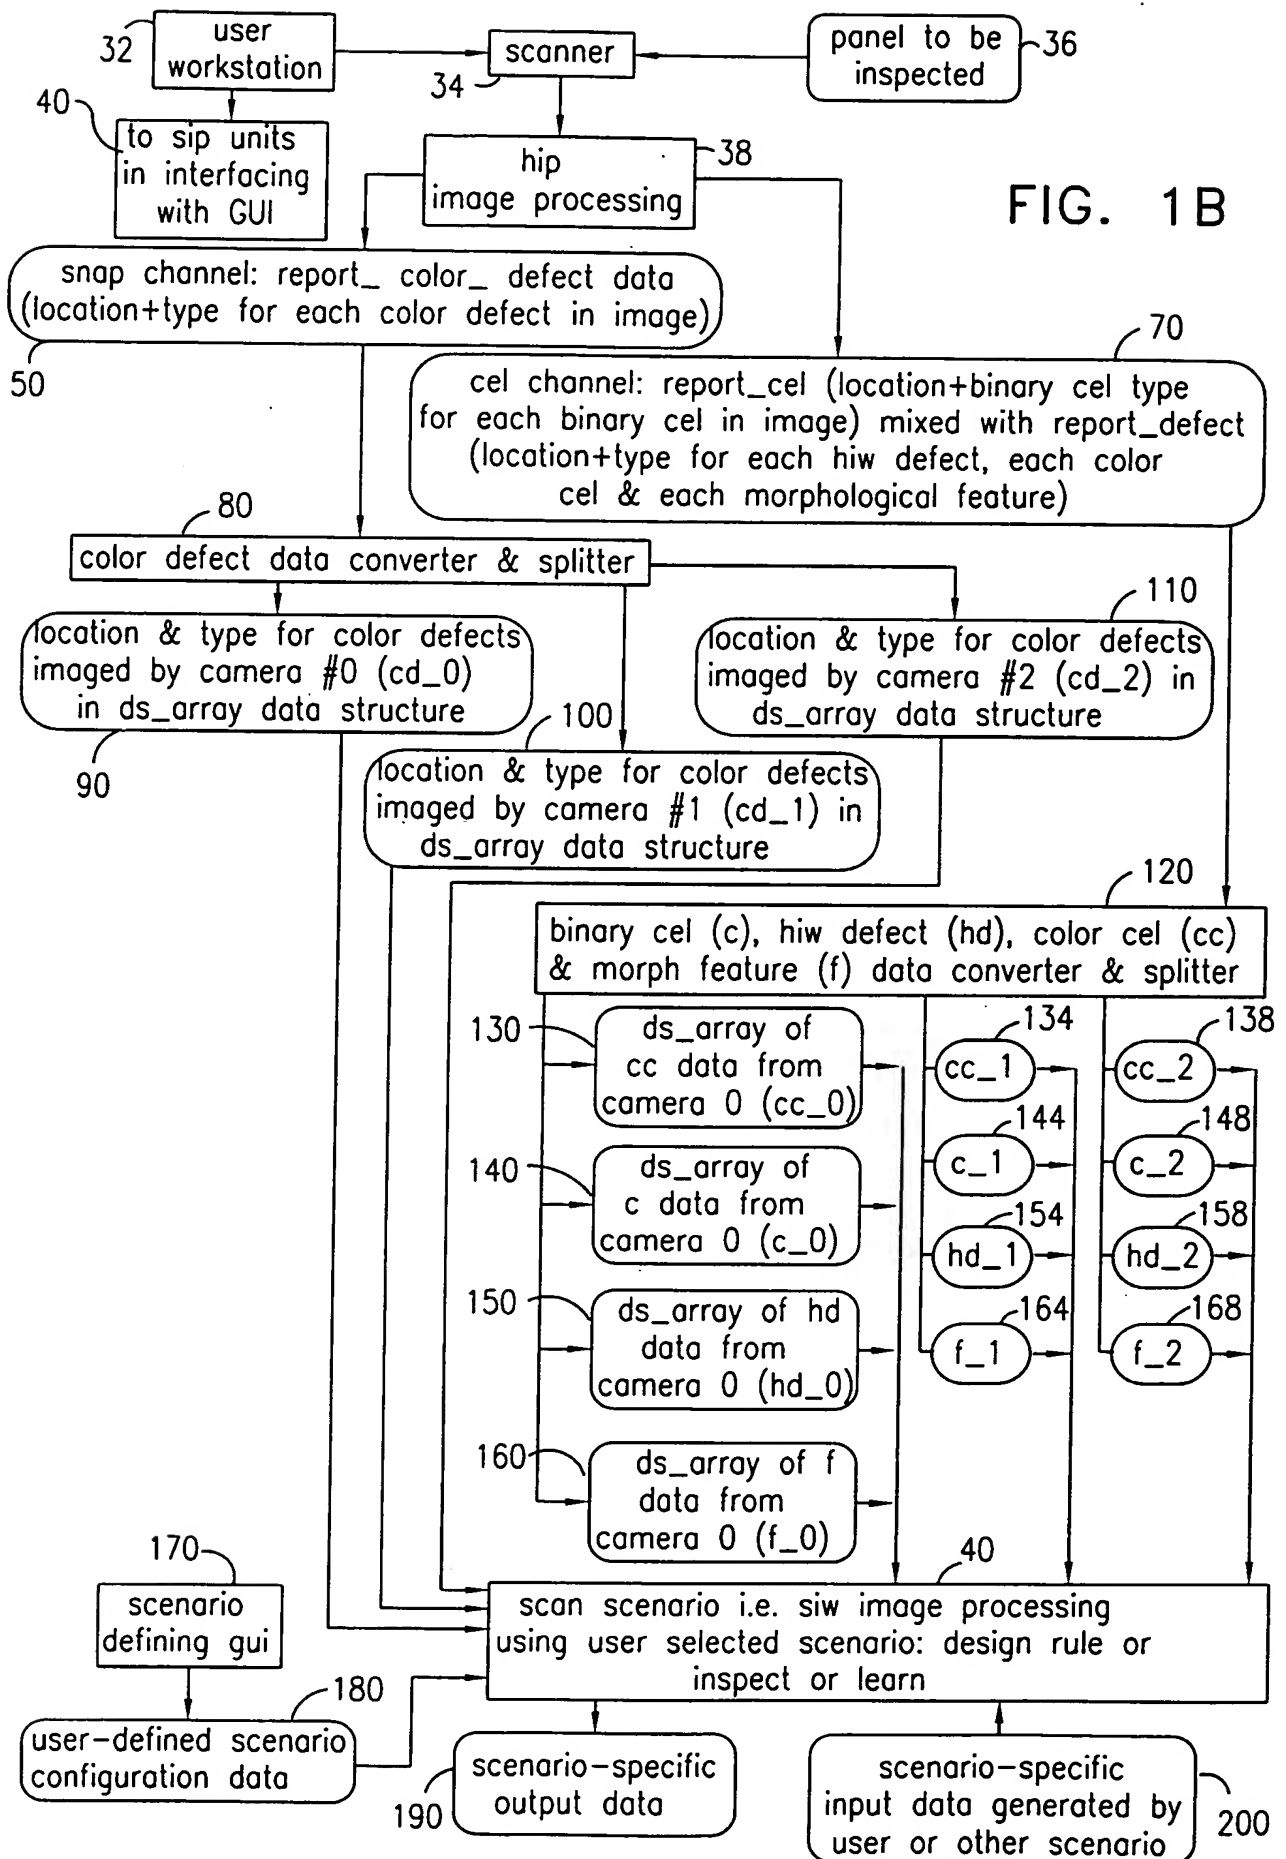 32
user
workstation
scanner
34
panel to be
inspected
36
40
to sip units
in interfacing
with GUI
hip
image processing
38
FIG. 1B
snap channel: report_ color_ defect data
(location+type for each color defect in image)
50
70
cel channel: report_cel (location+binary cel type
for each binary cel in image) mixed with report_defect
(location+type for each hiw defect, each color
cel & each morphological feature)
80
color defect data converter & splitter
location & type for color defects
imaged by camera #0 (cd_0)
in ds_array data structure
90
110
location & type for color defects
imaged by camera #2 (cd_2) in
ds_array data structure
100
location & type for color defects
imaged by camera #1 (cd_1) in
ds_array data structure
120
binary cel (c), hiw defect (hd), color cel (cc)
& morph feature (f) data converter & splitter
130
ds_array of
cc data from
camera 0 (cc_0)
134
cc_1
138
cc_2
140
ds_array of
c data from
camera 0 (c_0)
144
c_1
148
c_2
150
ds_array of hd
data from
camera 0 (hd_0)
154
hd_1
158
hd_2
160
ds_array of f
data from
camera 0 (f_0)
164
f_1
168
f_2
170
scenario
defining gui
40
scan scenario i.e. siw image processing
using user selected scenario: design rule or
inspect or learn
180
user-defined scenario
configuration data
190
scenario-specific
output data
scenario-specific
input data generated by
user or other scenario
200